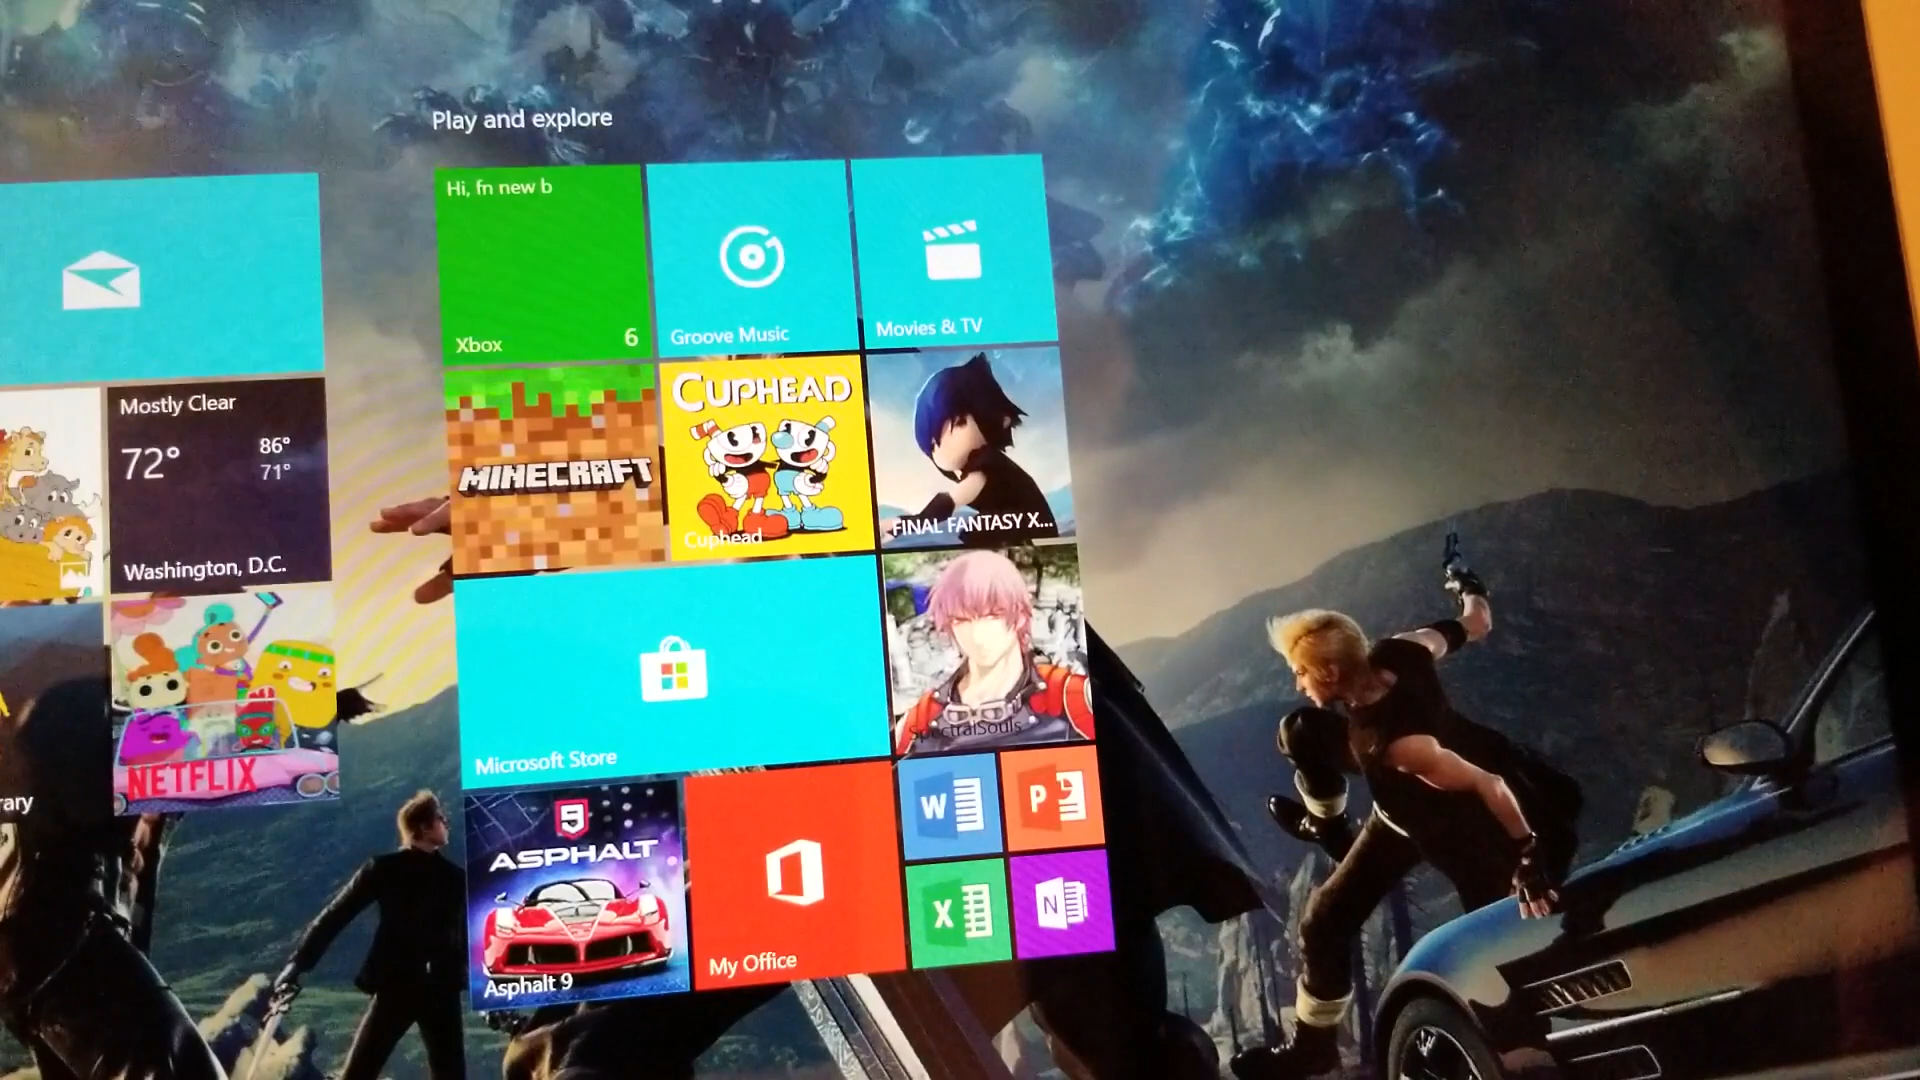 Play and explore
Hi, fn new b
Xbox
6
Groove Music
Movies & TV
Mostly Clear
72°
86°
71°
Washington, D.C.
MINECRAFT
CUPHEAD
Cuphead
FINAL FANTASY X...
NETFLIX
rary
Microsoft Store
SpectralSouls
9
ASPHALT
Asphalt 9
My Office
W
P
X
N